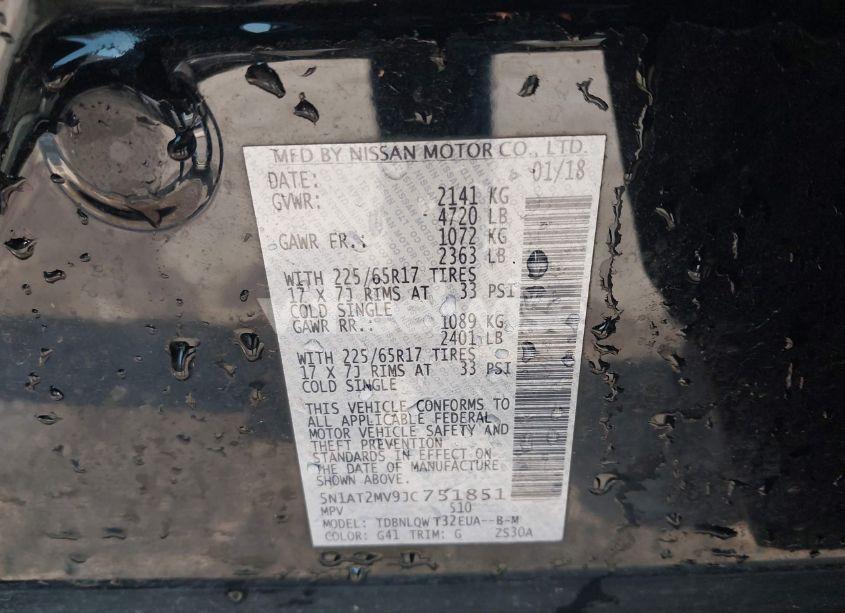 MFD BY NISSAN MOTOR CO., LTD.
DATE: 01/18
GVWR: 2141 KG
4720 LB
GAWR FR.: 1072 KG
2363 LB
WITH 225/65R17 TIRES
17 X 7J RIMS AT 33 PSI
COLD SINGLE
GAWR RR.: 1089 KG
2401 LB
WITH 225/65R17 TIRES
17 X 7J RIMS AT 33 PSI
COLD SINGLE
THIS VEHICLE CONFORMS TO
ALL APPLICABLE FEDERAL
MOTOR VEHICLE SAFETY AND
THEFT PREVENTION
STANDARDS IN EFFECT ON
THE DATE OF MANUFACTURE
SHOWN ABOVE.
5N1AT2MV9JC751851
MPV 510
MODEL: TDBNLQW T32EUA--B-M
COLOR: G41 TRIM: G ZS30A